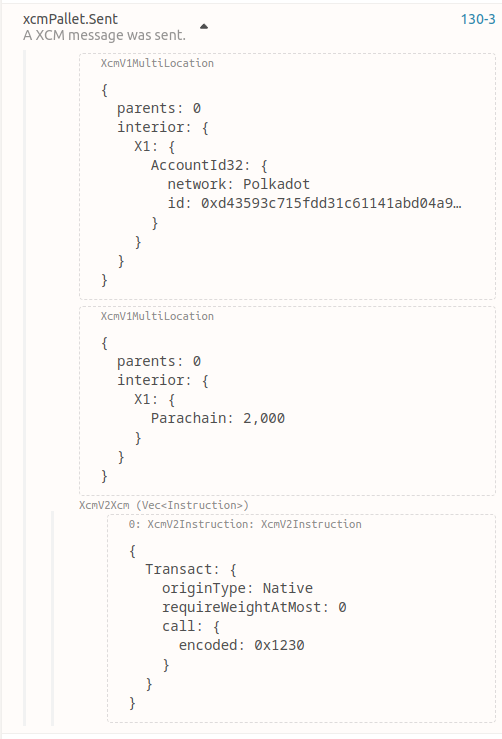 xcmPallet.Sent
130-3
A XCM message was sent.
XcmV1MultiLocation
{
parents: 0
interior: {
X1: {
AccountId32: {
network: Polkadot
id: 0xd43593c715fdd31c61141abd04a9…
}
}
}
}
XcmV1MultiLocation
{
parents: 0
interior: {
X1: {
Parachain: 2,000
}
}
}
XcmV2Xcm (Vec<Instruction>)
0: XcmV2Instruction: XcmV2Instruction
{
Transact: {
originType: Native
requireWeightAtMost: 0
call: {
encoded: 0x1230
}
}
}